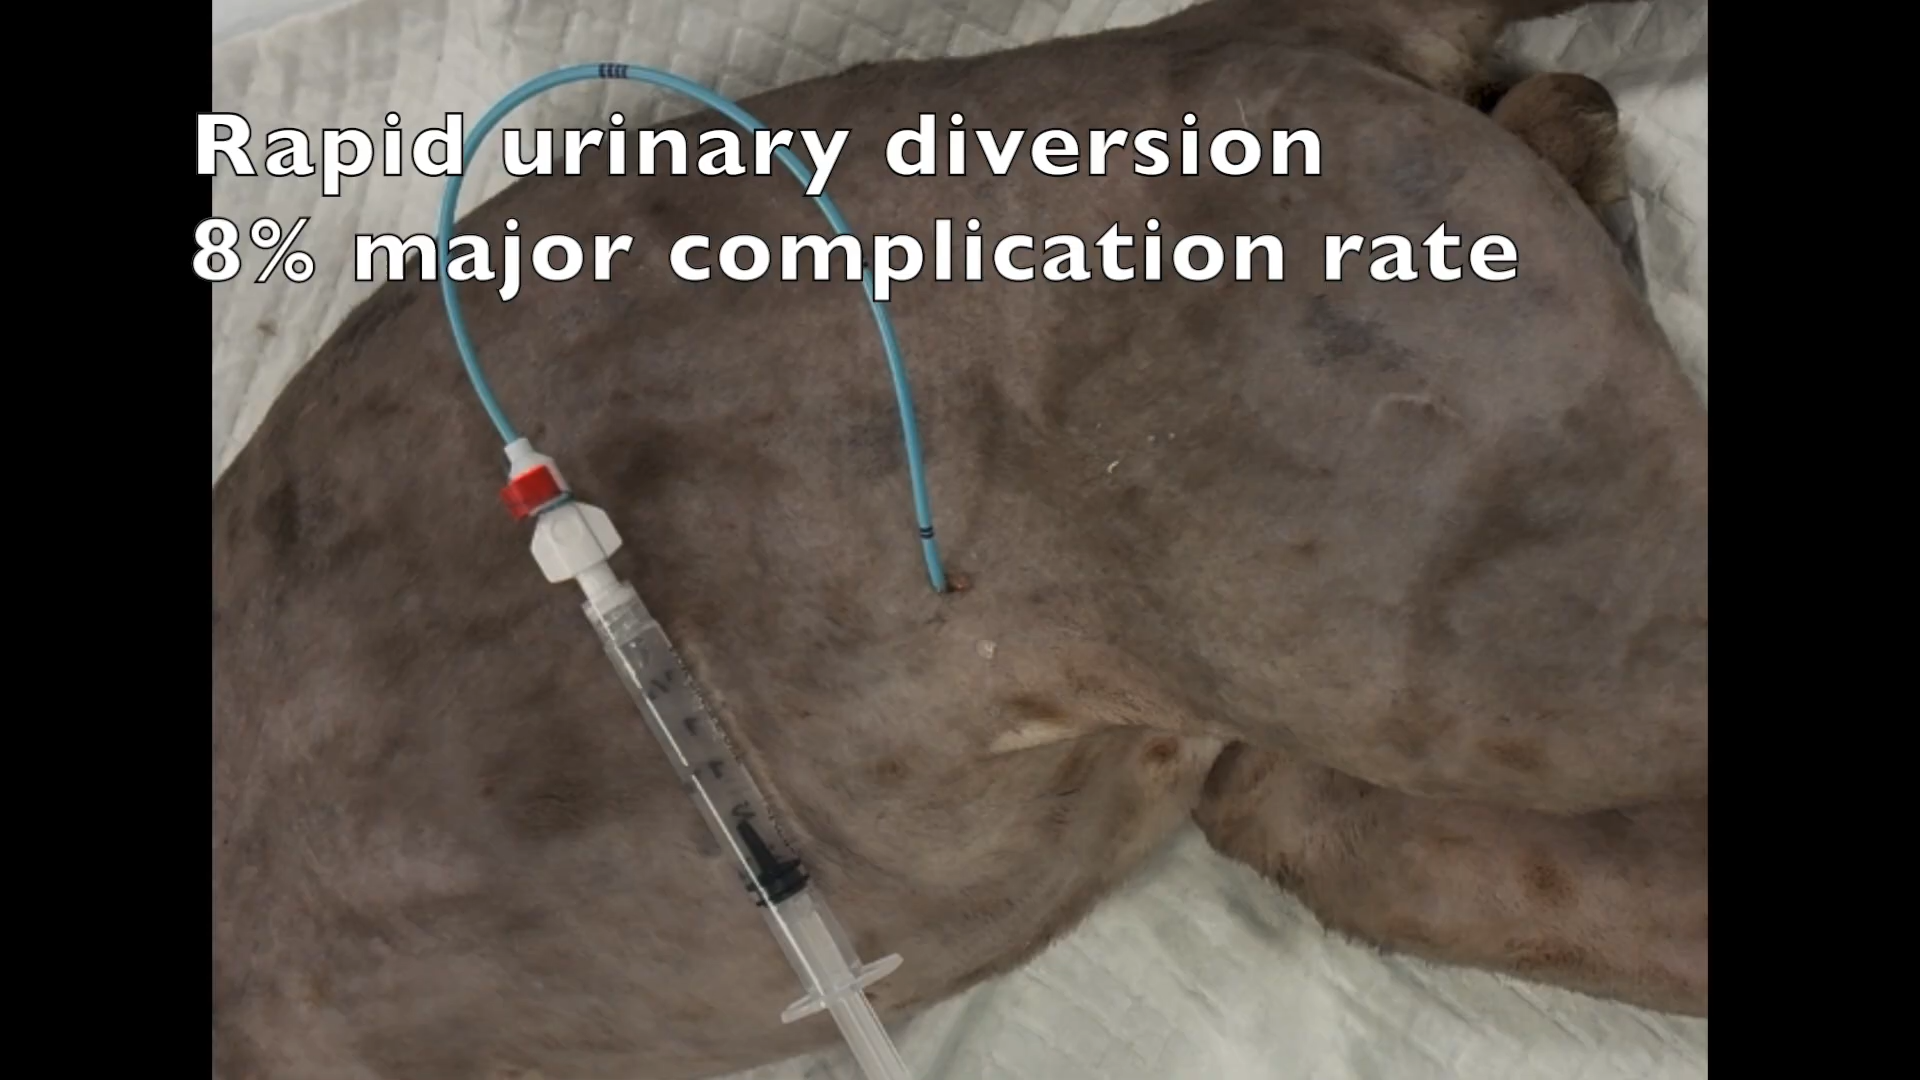 Rapid urinary diversion
8% major complication rate